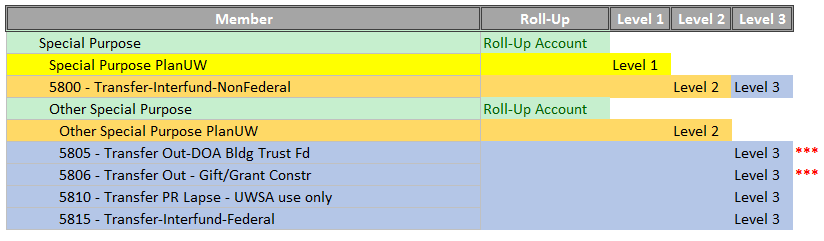 Member Roll-Up Level 1 Level 2 Level 3
Special Purpose Roll-Up Account
Special Purpose PlanUW Level 1
5800 - Transfer-Interfund-NonFederal Level 2 Level 3
Other Special Purpose Roll-Up Account
Other Special Purpose PlanUW Level 2
5805 - Transfer Out-DOA Bldg Trust Fd Level 3 ***
5806 - Transfer Out - Gift/Grant Constr Level 3 ***
5810 - Transfer PR Lapse - UWSA use only Level 3
5815 - Transfer-Interfund-Federal Level 3